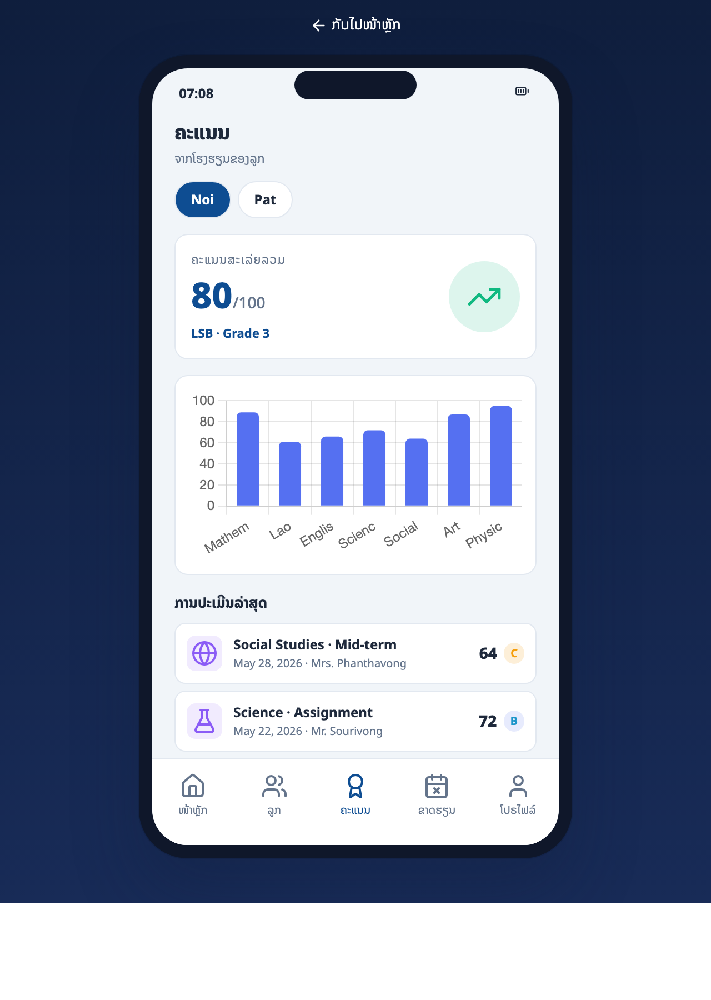 ກັບໄປໜ້າຫຼັກ
07:08
ຄະແນນ
ຈາກໂຮງຮຽນຂອງລູກ
Noi
Pat
ຄະແນນສະເລ່ຍລວມ
80/100
LSB · Grade 3
100
80
60
40
20
0
Mathem
Lao
Englis
Scienc
Social
Art
Physic
ການປະເມີນລ່າສຸດ
Social Studies · Mid-term
May 28, 2026 · Mrs. Phanthavong
64 C
Science · Assignment
May 22, 2026 · Mr. Sourivong
72 B
ໜ້າຫຼັກ
ລູກ
ຄະແນນ
ຂາດຮຽນ
ໂປຣໄຟລ໌